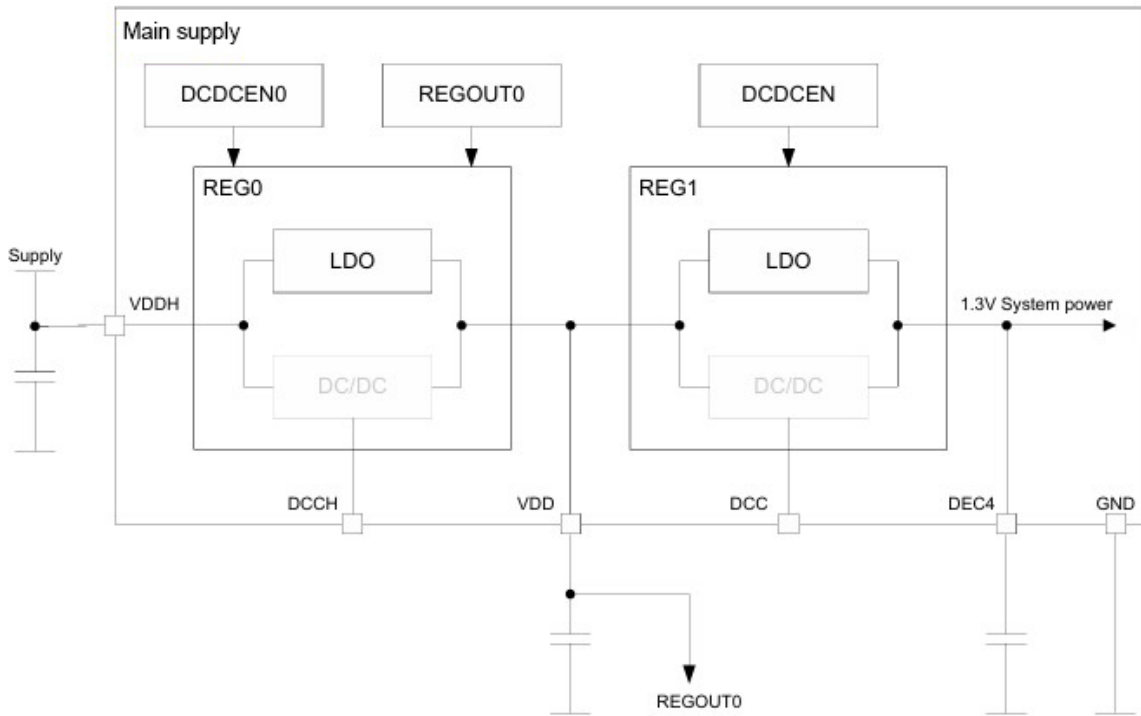 Main supply
DCDCEN0
REGOUT0
DCDCEN
REG0
REG1
LDO
LDO
Supply
VDDH
1.3V System power
DC/DC
DC/DC
DCCH
VDD
DCC
DEC4
GND
REGOUT0